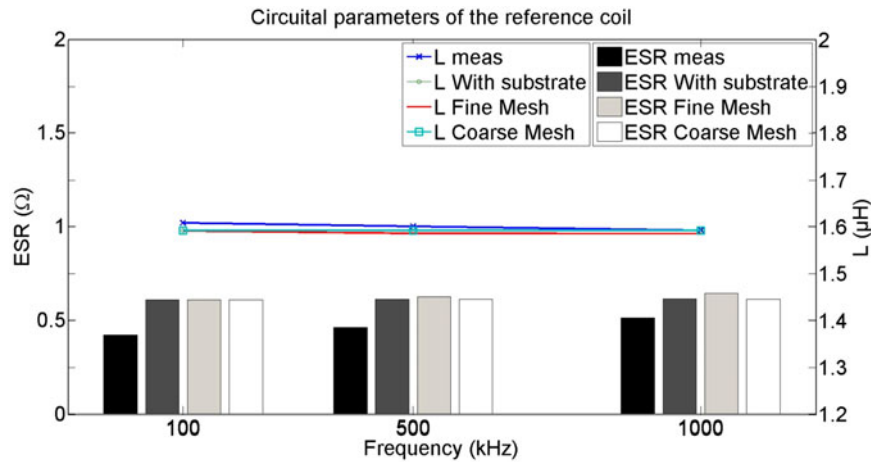 Circuital parameters of the reference coil
L meas
L With substrate
L Fine Mesh
L Coarse Mesh
ESR meas
ESR With substrate
ESR Fine Mesh
ESR Coarse Mesh
ESR (Ω)
2
1.5
1
0.5
0
L (μH)
2
1.9
1.8
1.7
1.6
1.5
1.4
1.3
1.2
100
500
1000
Frequency (kHz)